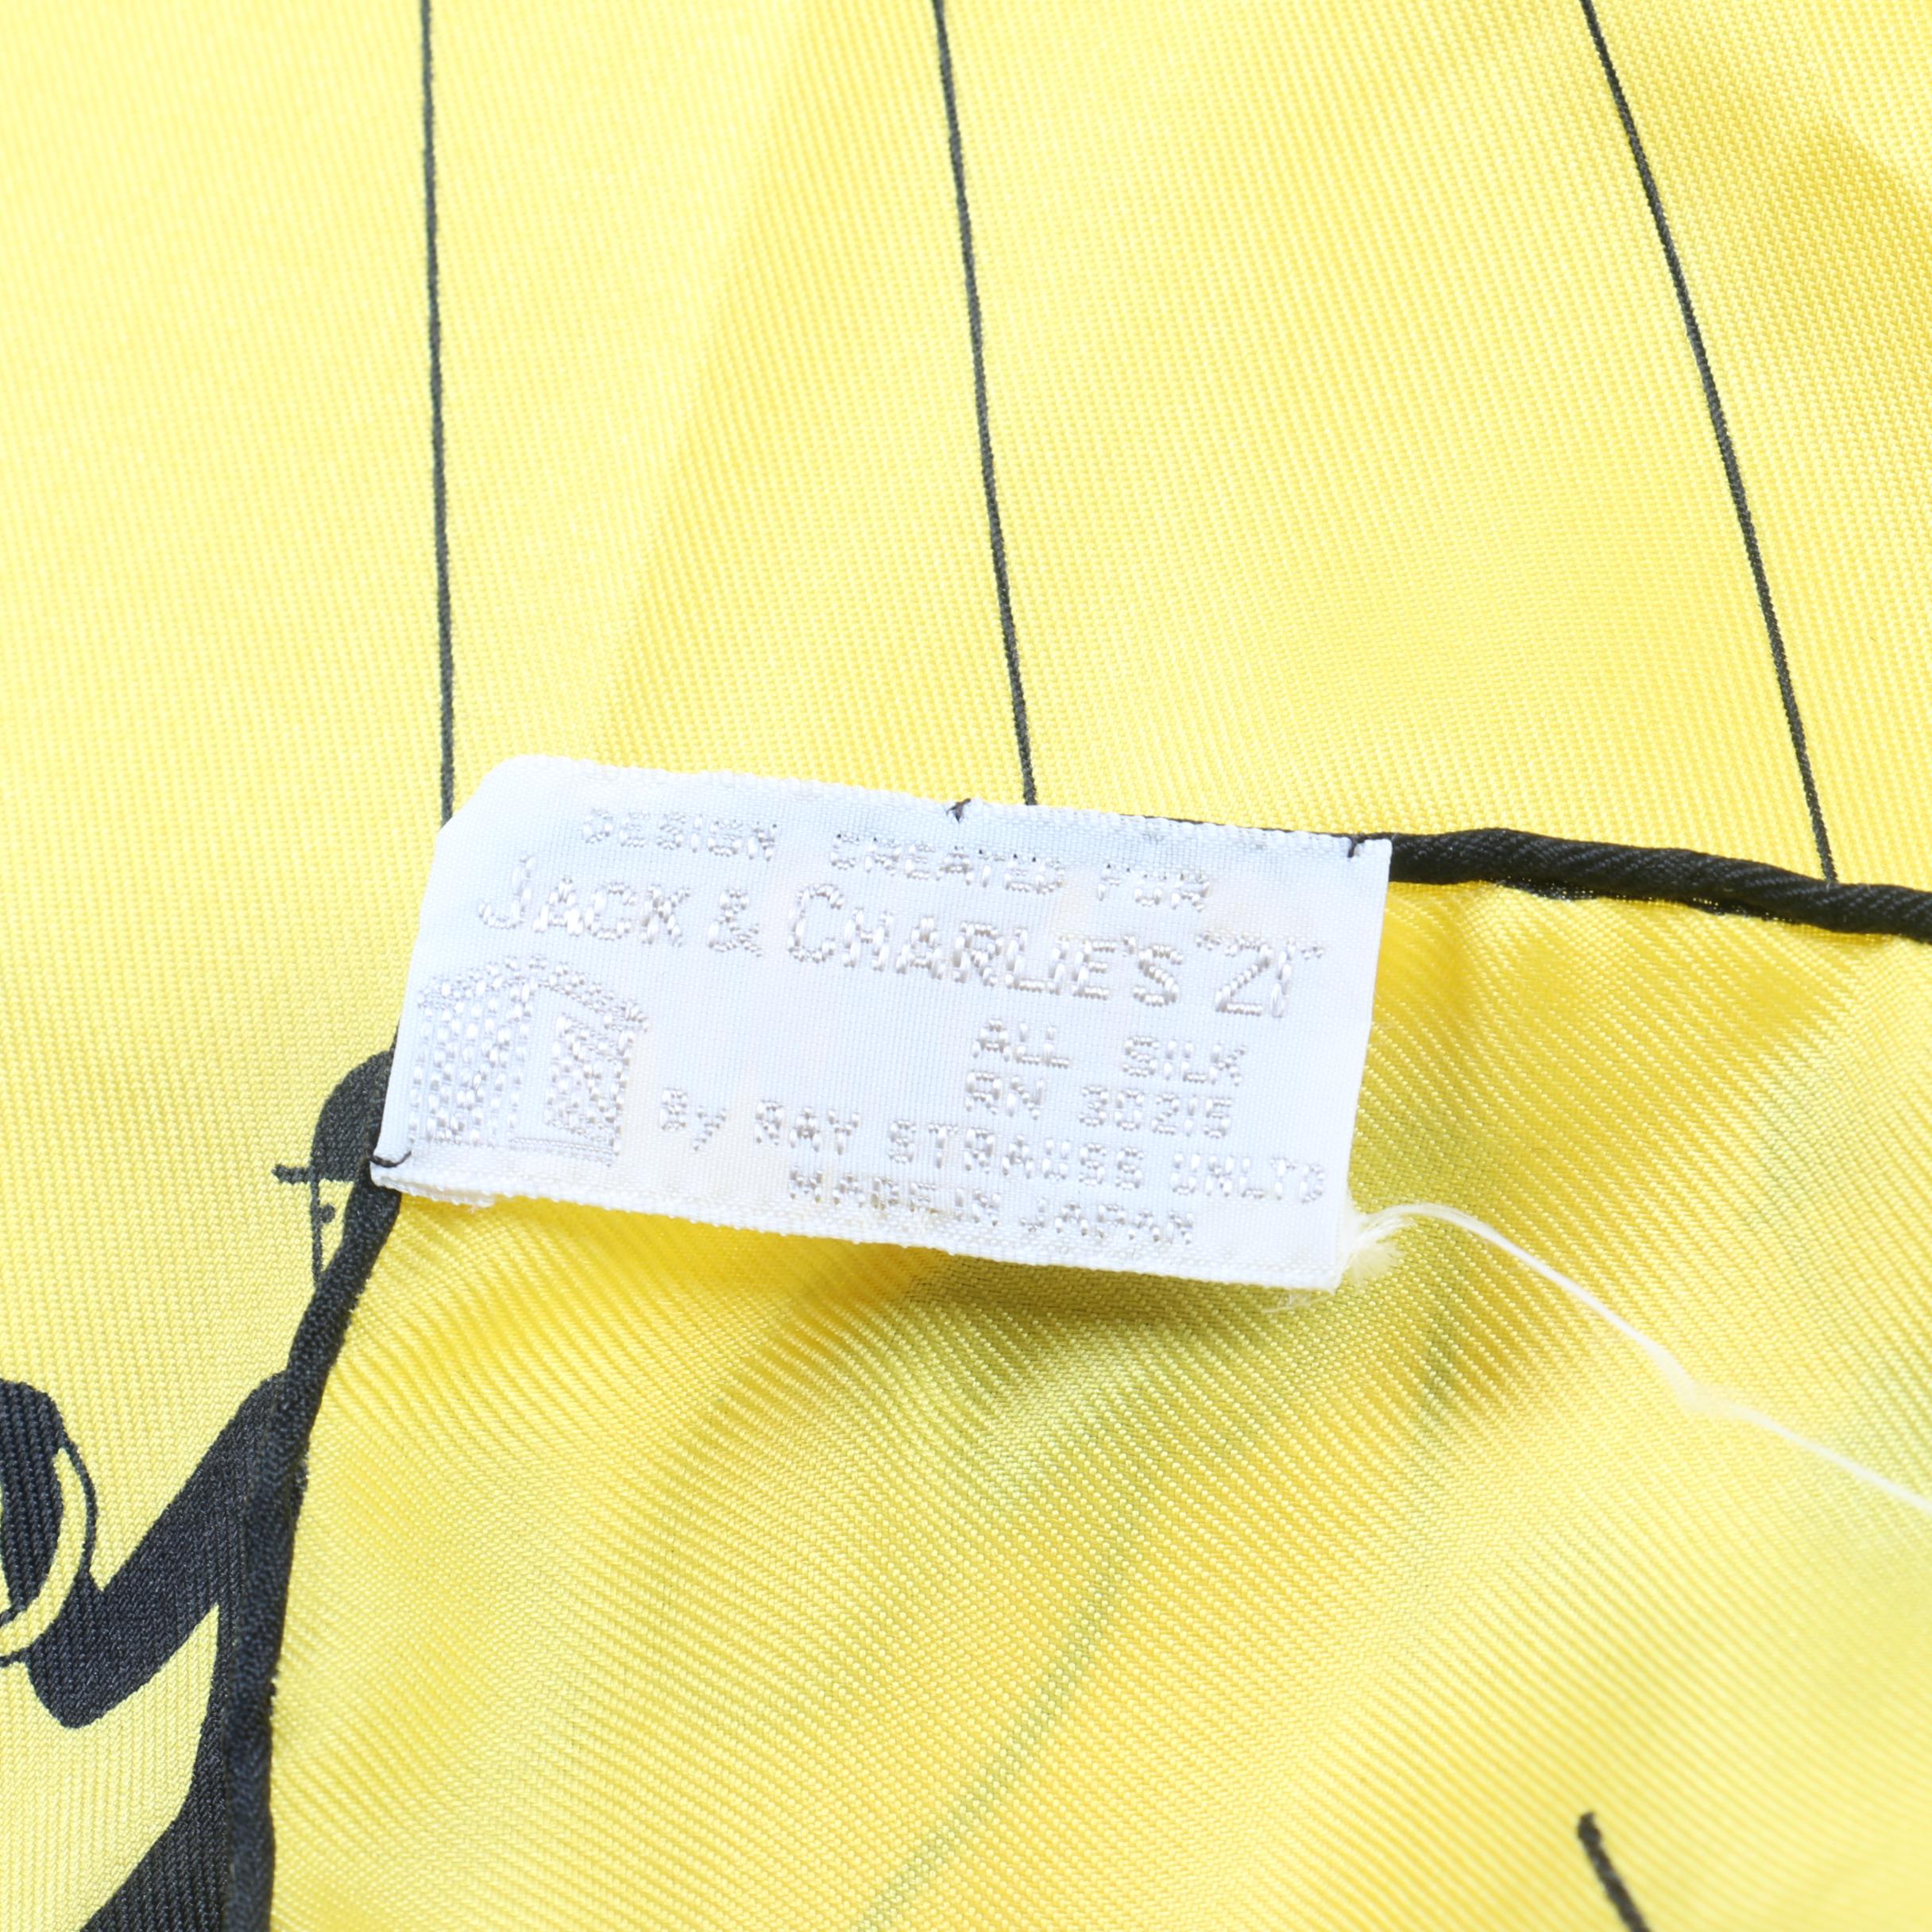 DESIGN CREATED FOR
JACK & CHARLIE'S "21"
ALL SILK
RN 30215
BY RAY STRAUSS UNLTD
MADE IN JAPAN